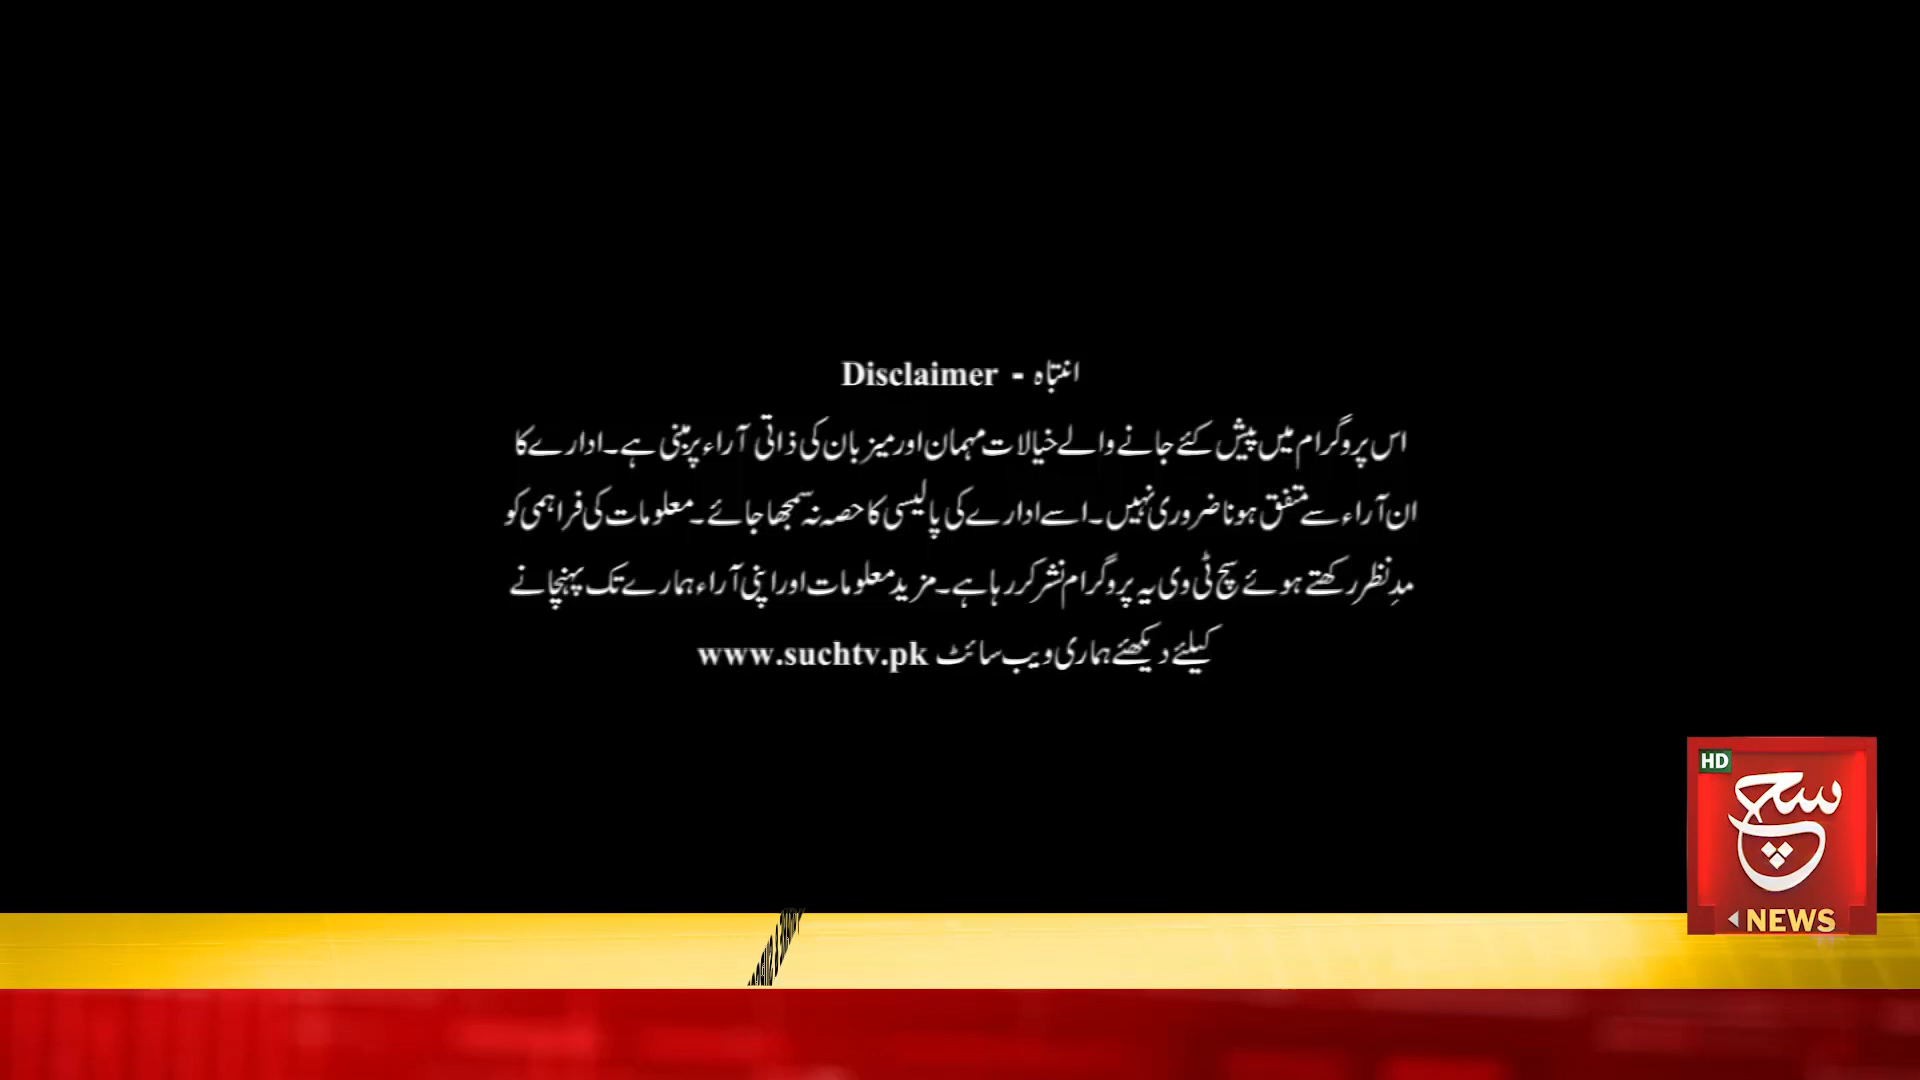 Disclaimer - انتباہ
اس پروگرام میں پیش کئے جانے والے خیالات مہمان اور میزبان کی ذاتی آراء پر مبنی ہے۔ ادارے کا
ان آراء سے متفق ہونا ضروری نہیں۔ اسے ادارے کی پالیسی کا حصہ نہ سمجھا جائے۔ معلومات کی فراہمی کو
مدِنظر رکھتے ہوئے سچ ٹی وی یہ پروگرام نشر کر رہا ہے۔ مزید معلومات اور اپنی آراء ہمارے تک پہنچانے
کیلئے دیکھئے ہماری ویب سائٹ www.suchtv.pk
HD
سچ
NEWS